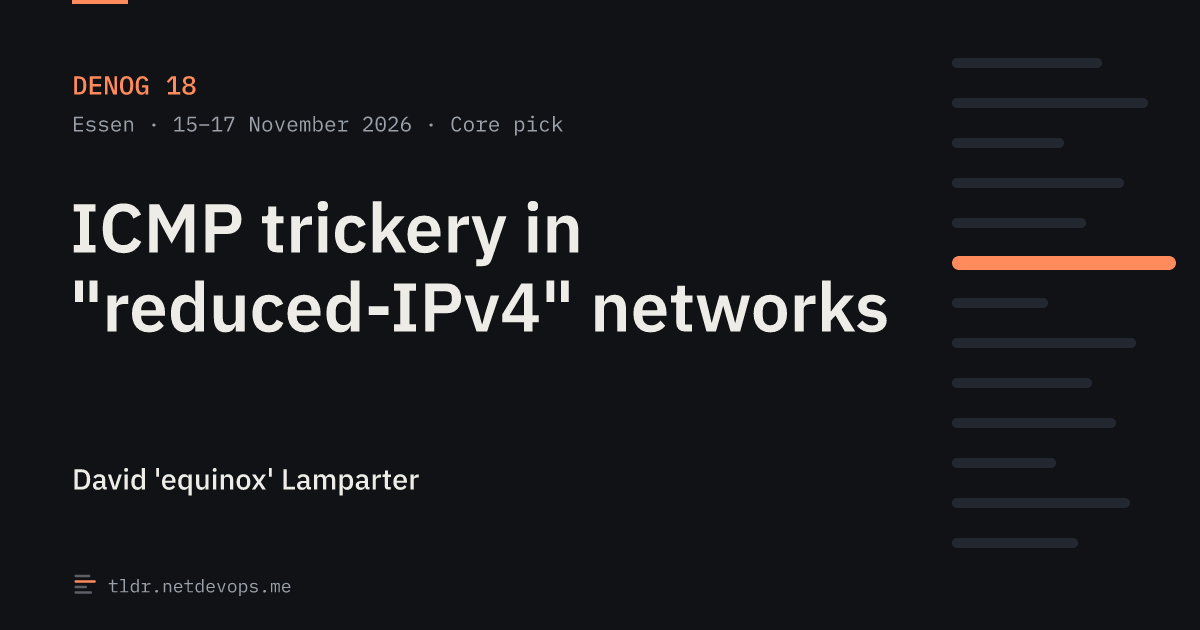 DENOG 18
Essen · 15–17 November 2026 · Core pick
ICMP trickery in
"reduced-IPv4" networks
David 'equinox' Lamparter
tldr.netdevops.me